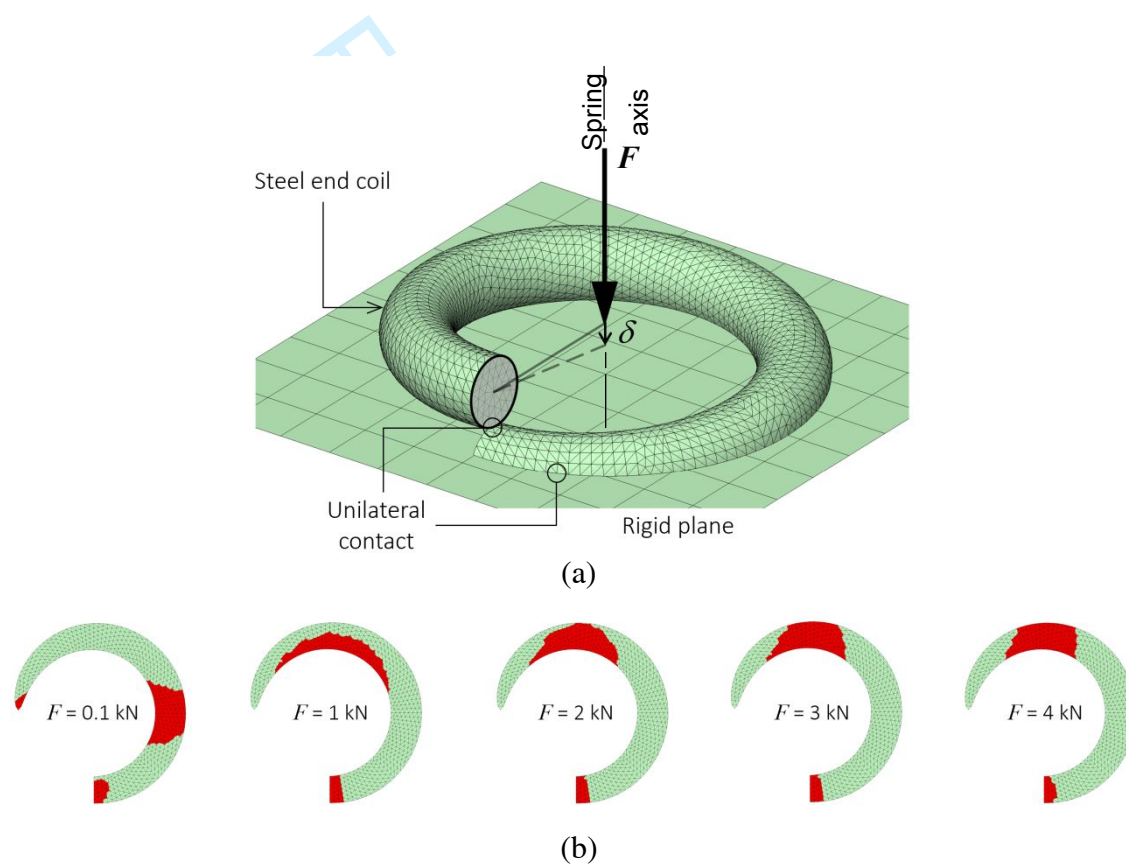 Spring
axis
F
Steel end coil
δ
Unilateral
contact
Rigid plane
(a)
F = 0.1 kN
F = 1 kN
F = 2 kN
F = 3 kN
F = 4 kN
(b)